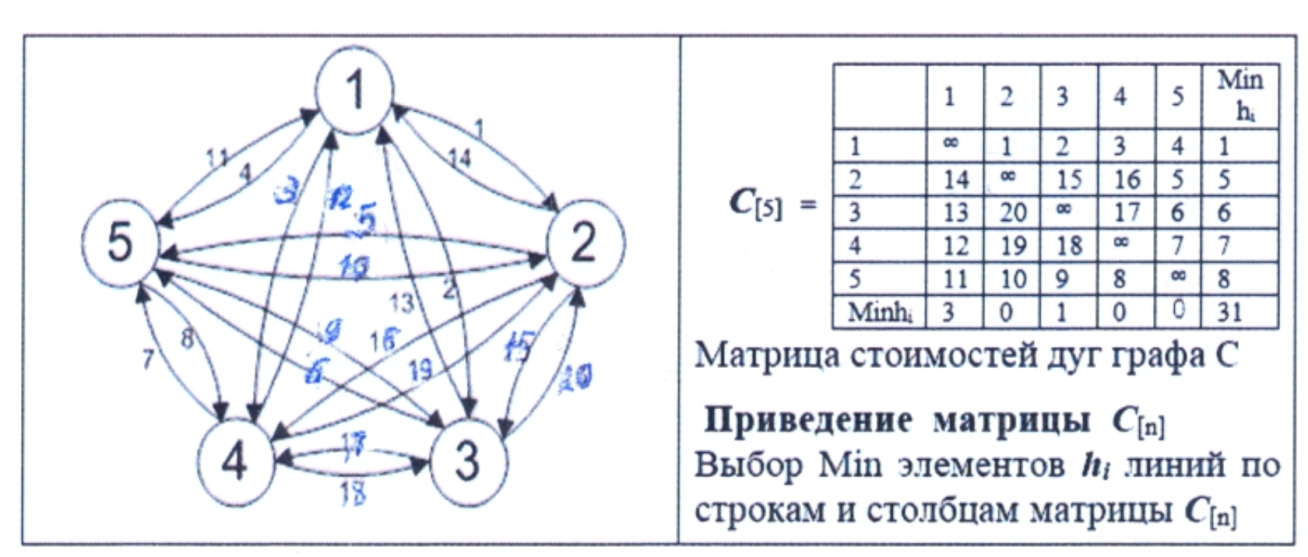 1
11
4
1
14
3
12
5
5
2
10
13
2
9
16
6
19
15
20
8
7
4
17
3
18
1 2 3 4 5 Min hᵢ
1 ∞ 1 2 3 4 1
2 14 ∞ 15 16 5 5
3 13 20 ∞ 17 6 6
4 12 19 18 ∞ 7 7
5 11 10 9 8 ∞ 8
Minhᵢ 3 0 1 0 0 31
C[5] =
Матрица стоимостей дуг графа С
Приведение матрицы C[n]
Выбор Min элементов hᵢ линий по
строкам и столбцам матрицы C[n]